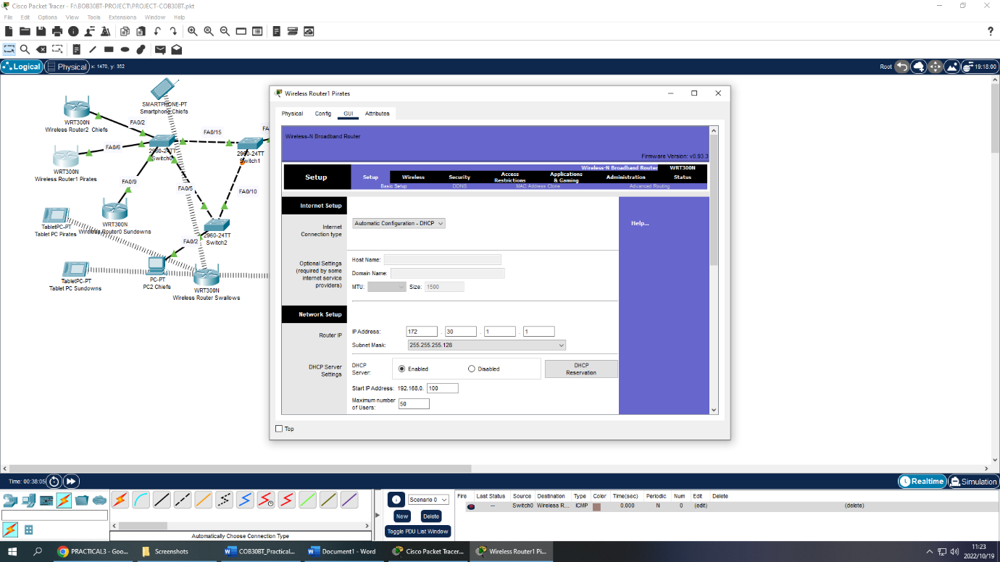 Cisco Packet Tracer - F:\BOB30BT-PROJECT\PROJECT-COB30BT.pkt
File Edit Options View Tools Extensions Window Help
Logical Physical x: 1470, y: 352 Root 19:18:00
SMARTPHONE-PT
Smartphone Chiefs
WRT300N
Wireless Router2 Chiefs
FA0/2
FA0/15
FA
2960-24TT
Switch0
2960-24TT
Switch1
FA0/6
WRT300N
Wireless Router1 Pirates
FA0/9
FA0/5
FA0/10
TabletPC-PT
Tablet PC Pirates
WRT300N
Wireless Router0 Sundowns
2960-24TT
Switch2
FA0/2
TabletPC-PT
Tablet PC Sundowns
PC-PT
PC2 Chiefs
WRT300N
Wireless Router Swallows
Wireless Router1 Pirates
Physical Config GUI Attributes
Wireless-N Broadband Router
Firmware Version: v0.93.3
Wireless-N Broadband Router WRT300N
Setup
Setup Wireless Security Access Restrictions Applications & Gaming Administration Status
Basic Setup DDNS MAC Address Clone Advanced Routing
Internet Setup
Internet
Connection type
Automatic Configuration - DHCP
Help...
Optional Settings
(required by some
internet service
providers)
Host Name:
Domain Name:
MTU: Size: 1500
Network Setup
Router IP
IP Address: 172 . 30 . 1 . 1
Subnet Mask: 255.255.255.128
DHCP Server
Settings
DHCP
Server:
Enabled Disabled
DHCP
Reservation
Start IP Address: 192.168.0. 100
Maximum number
of Users: 50
Top
Time: 00:38:05 Realtime Simulation
Automatically Choose Connection Type
Scenario 0
New Delete
Toggle PDU List Window
Fire Last Status Source Destination Type Color Time(sec) Periodic Num Edit Delete
-- Switch0 Wireless R... ICMP 0.000 N 0 (edit) (delete)
PRACTICAL3 - Goo... Screenshots COB30BT_Practical... Document1 - Word Cisco Packet Tracer... Wireless Router1 Pi...
11:23
2022/10/19